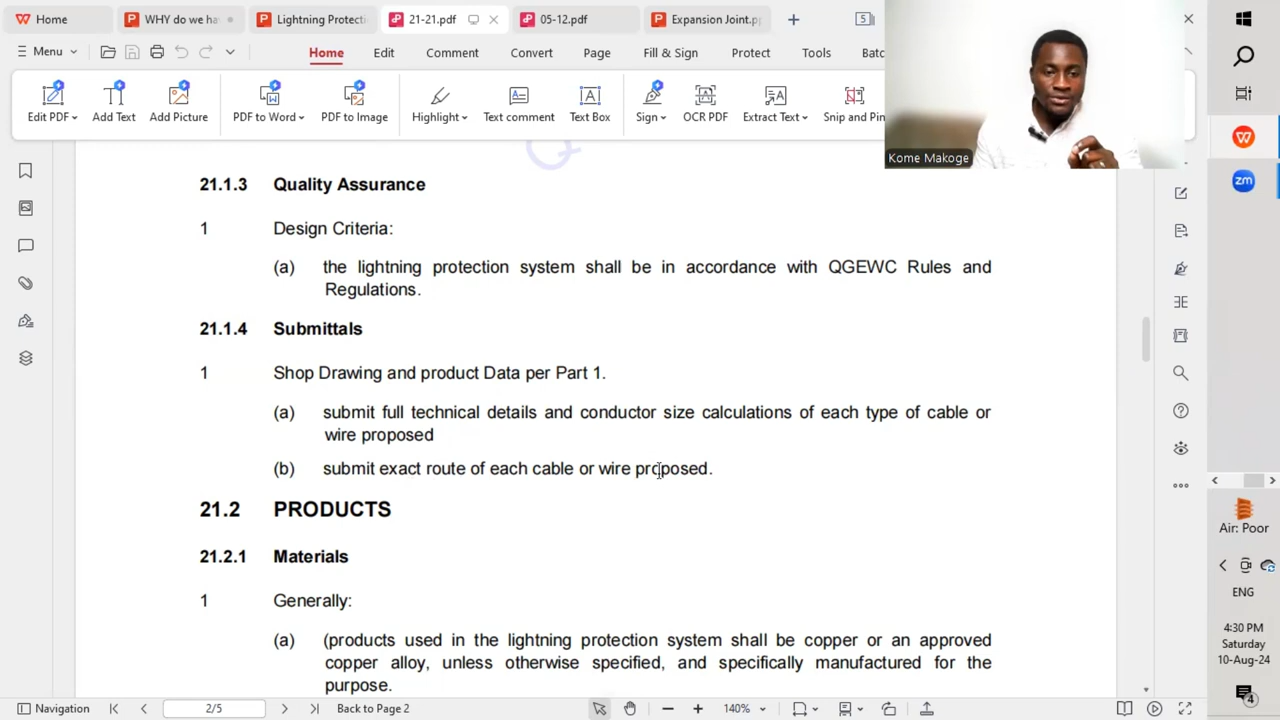 Home
WHY do we ha
Lightning Protecti
21-21.pdf
05-12.pdf
Expansion Joint.pp
5
Menu
Home
Edit
Comment
Convert
Page
Fill & Sign
Protect
Tools
Batc
Edit PDF
Add Text
Add Picture
PDF to Word
PDF to Image
Highlight
Text comment
Text Box
Sign
OCR PDF
Extract Text
Snip and Pin
Kome Makoge
zm
21.1.3 Quality Assurance
1 Design Criteria:
(a) the lightning protection system shall be in accordance with QGEWC Rules and
Regulations.
21.1.4 Submittals
1 Shop Drawing and product Data per Part 1.
(a) submit full technical details and conductor size calculations of each type of cable or
wire proposed
(b) submit exact route of each cable or wire proposed.
21.2 PRODUCTS
21.2.1 Materials
1 Generally:
(a) (products used in the lightning protection system shall be copper or an approved
copper alloy, unless otherwise specified, and specifically manufactured for the
purpose.
Air: Poor
ENG
4:30 PM
Saturday
10-Aug-24
4
Navigation
2/5
Back to Page 2
140%